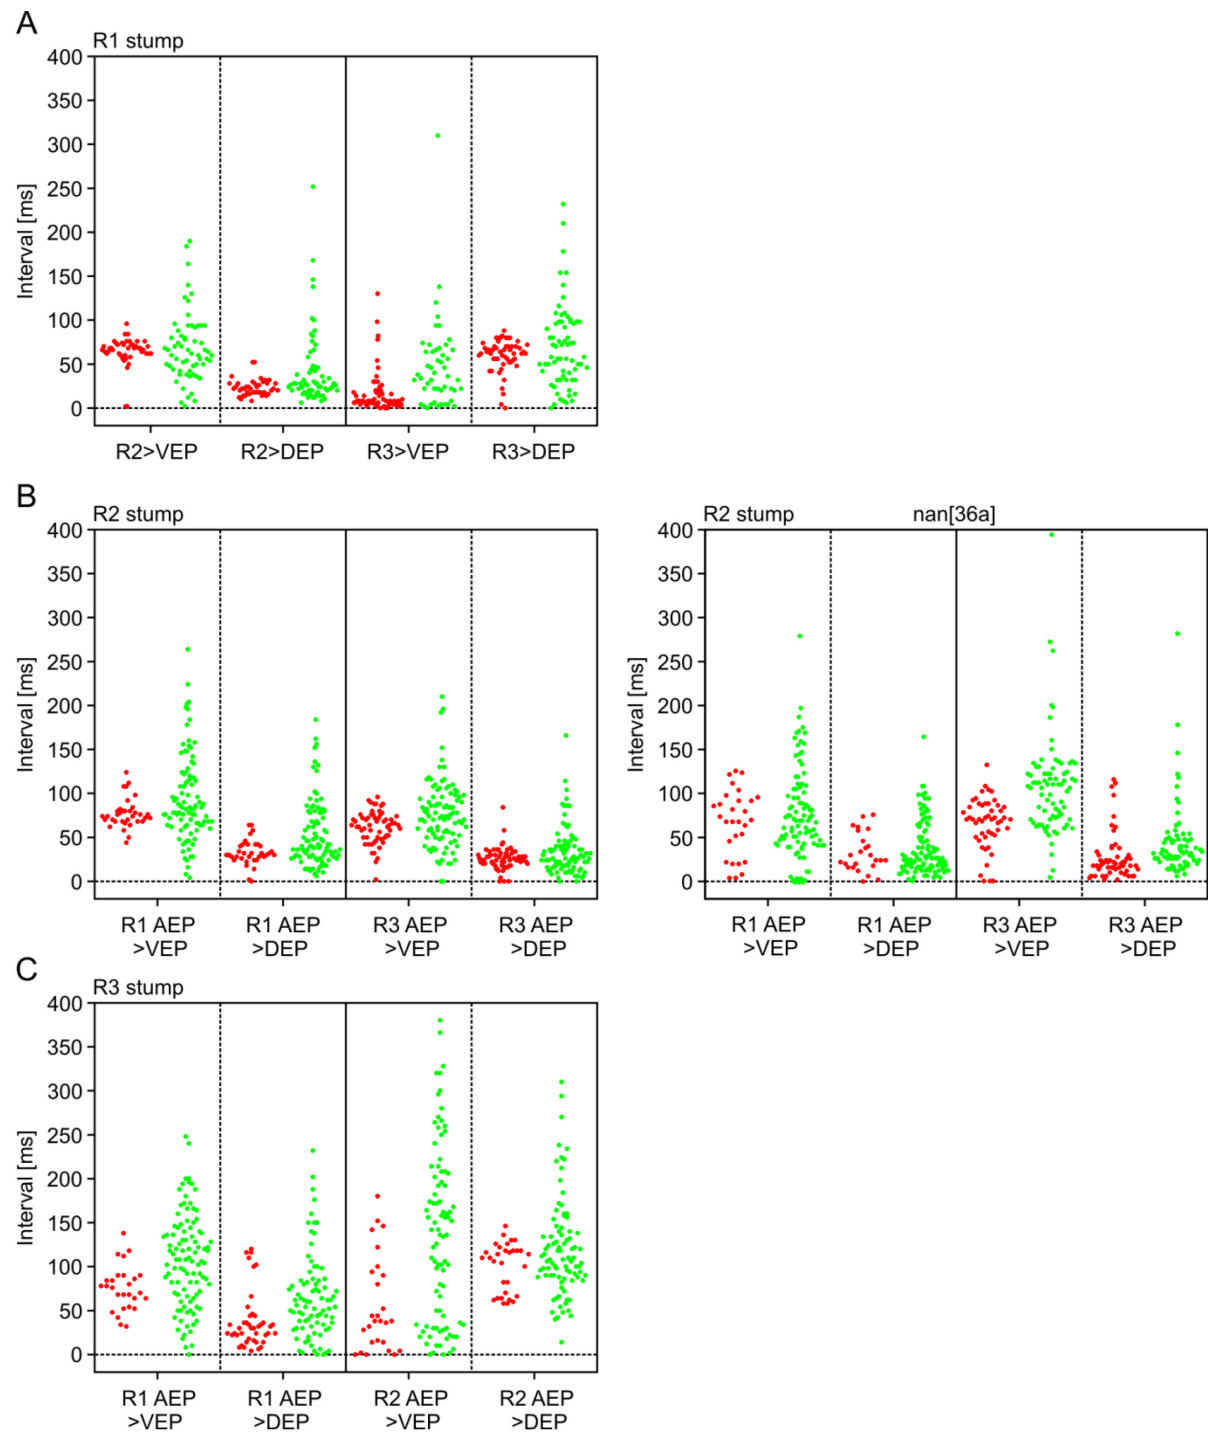 A
R1 stump
400
350
300
250
200
150
100
50
0
Interval [ms]
R2>VEP R2>DEP R3>VEP R3>DEP
B
R2 stump
400
350
300
250
200
150
100
50
0
Interval [ms]
R1 AEP R1 AEP R3 AEP R3 AEP
>VEP >DEP >VEP >DEP
R2 stump nan[36a]
400
350
300
250
200
150
100
50
0
Interval [ms]
R1 AEP R1 AEP R3 AEP R3 AEP
>VEP >DEP >VEP >DEP
C
R3 stump
400
350
300
250
200
150
100
50
0
Interval [ms]
R1 AEP R1 AEP R2 AEP R2 AEP
>VEP >DEP >VEP >DEP